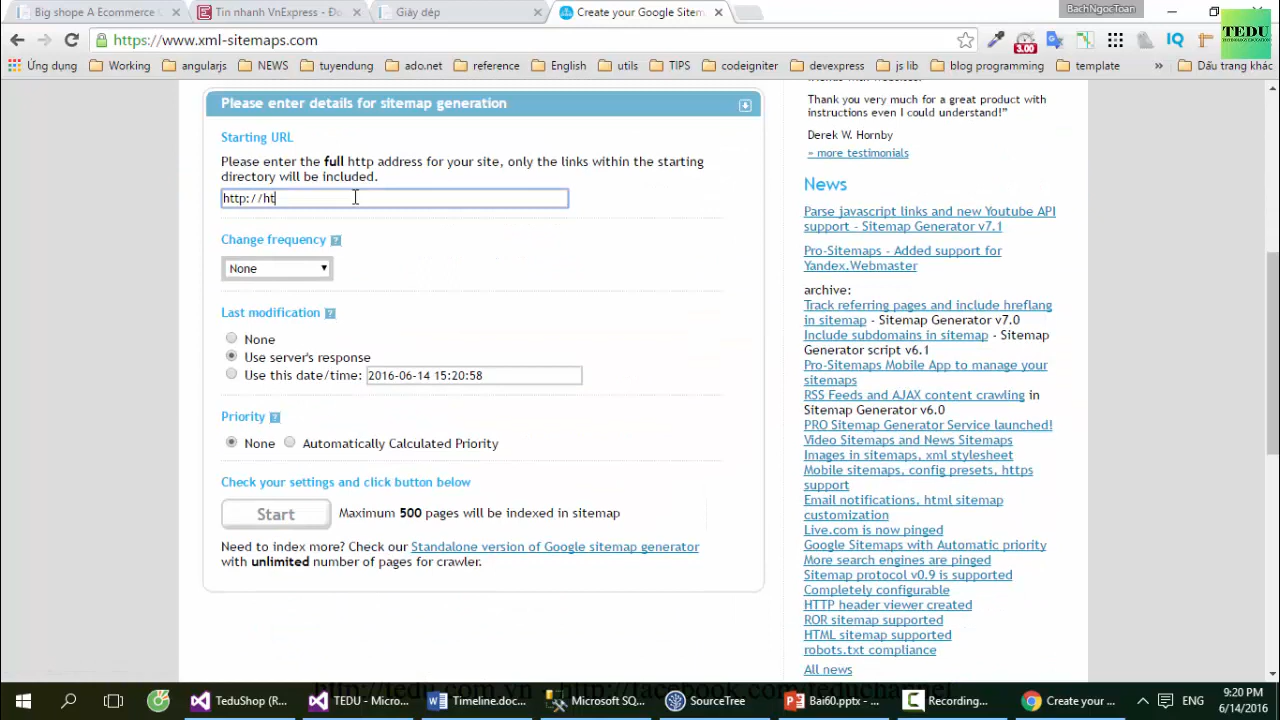 Big shope A Ecommerce
Tin nhanh VnExpress - Đọ
Giày dép
Create your Google Sitem
BachNgocToan
https://www.xml-sitemaps.com
3.00
TEDU
Ứng dụng
Working
angularjs
NEWS
tuyendung
ado.net
reference
English
utils
TIPS
codeigniter
devexpress
js lib
blog programming
template
»
Dấu trang khác
Please enter details for sitemap generation
Starting URL
Please enter the full http address for your site, only the links within the starting
directory will be included.
http://ht
Change frequency ?
None
Last modification ?
None
Use server's response
Use this date/time: 2016-06-14 15:20:58
Priority ?
None Automatically Calculated Priority
Check your settings and click button below
Start Maximum 500 pages will be indexed in sitemap
Need to index more? Check our Standalone version of Google sitemap generator
with unlimited number of pages for crawler.
Thank you very much for a great product with
instructions even I could understand!"
Derek W. Hornby
» more testimonials
News
Parse javascript links and new Youtube API
support - Sitemap Generator v7.1
Pro-Sitemaps - Added support for
Yandex.Webmaster
archive:
Track referring pages and include hreflang
in sitemap - Sitemap Generator v7.0
Include subdomains in sitemap - Sitemap
Generator script v6.1
Pro-Sitemaps Mobile App to manage your
sitemaps
RSS Feeds and AJAX content crawling in
Sitemap Generator v6.0
PRO Sitemap Generator Service launched!
Video Sitemaps and News Sitemaps
Images in sitemaps, xml stylesheet
Mobile sitemaps, config presets, https
support
Email notifications, html sitemap
customization
Live.com is now pinged
Google Sitemaps with Automatic priority
More search engines are pinged
Sitemap protocol v0.9 is supported
Completely configurable
HTTP header viewer created
ROR sitemap supported
HTML sitemap supported
robots.txt compliance
All news
http://tedu.com.vn - http://facebook.com/teduchannel
TeduShop (R...
TEDU - Micro...
Timeline.doc...
Microsoft SQ...
SourceTree
Bai60.pptx - ...
Recording...
Create your ...
ENG
9:20 PM
6/14/2016